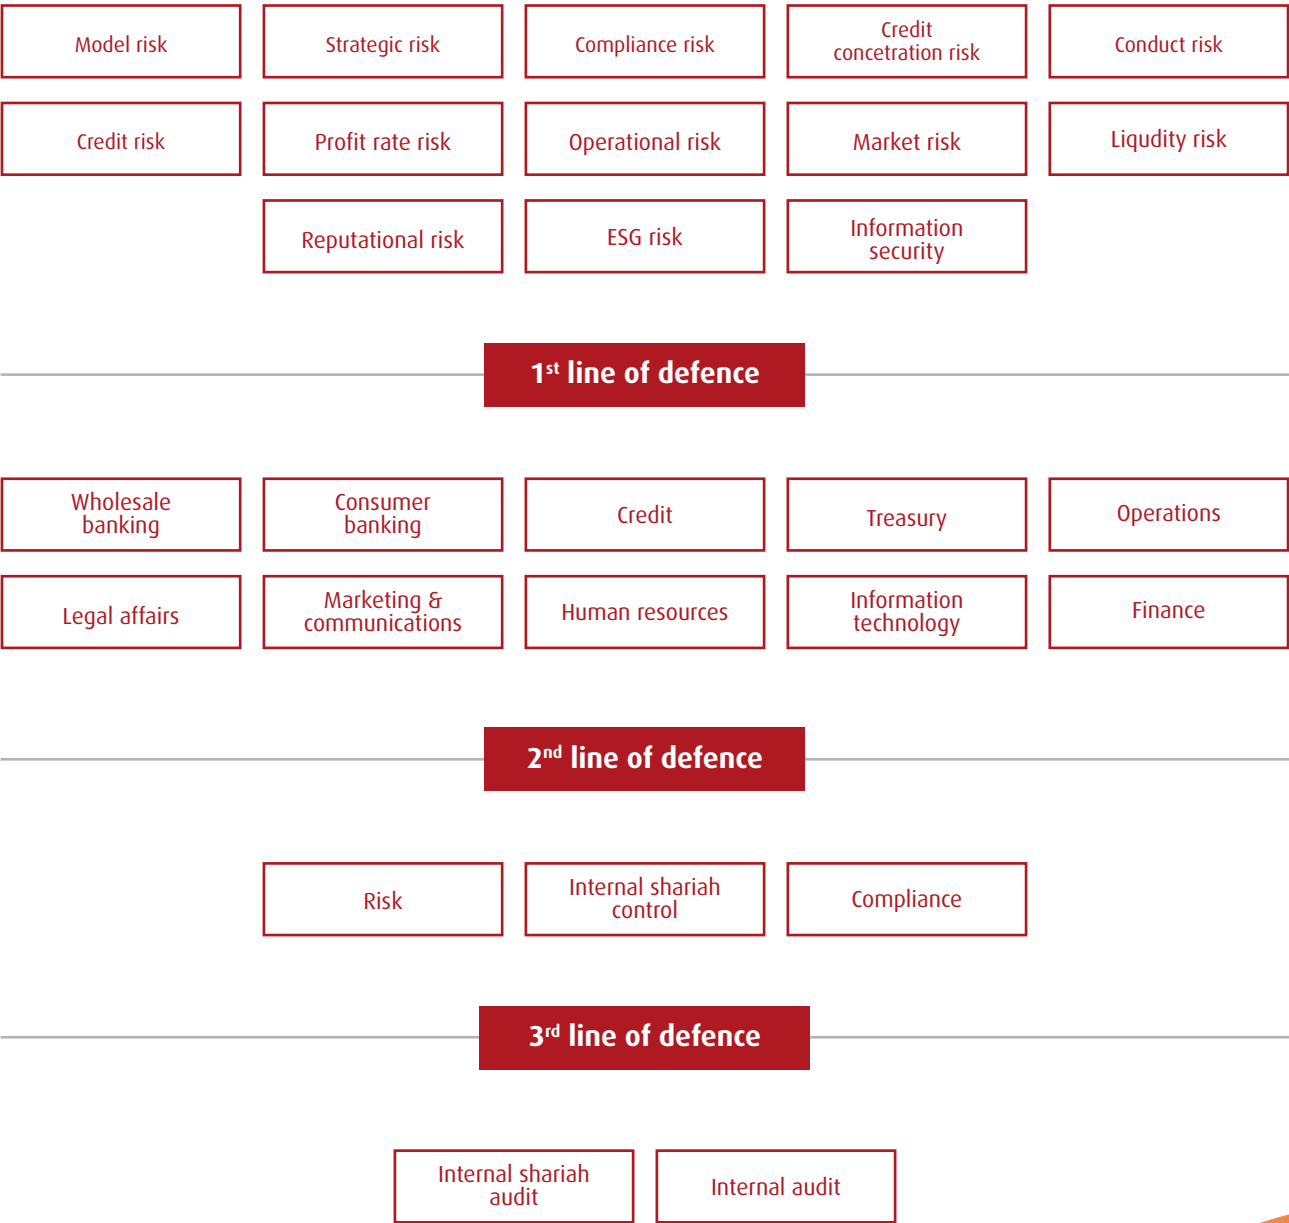 Model risk
Strategic risk
Compliance risk
Credit
concetration risk
Conduct risk
Credit risk
Profit rate risk
Operational risk
Market risk
Liqudity risk
Reputational risk
ESG risk
Information
security
1st line of defence
Wholesale
banking
Consumer
banking
Credit
Treasury
Operations
Legal affairs
Marketing &
communications
Human resources
Information
technology
Finance
2nd line of defence
Risk
Internal shariah
control
Compliance
3rd line of defence
Internal shariah
audit
Internal audit